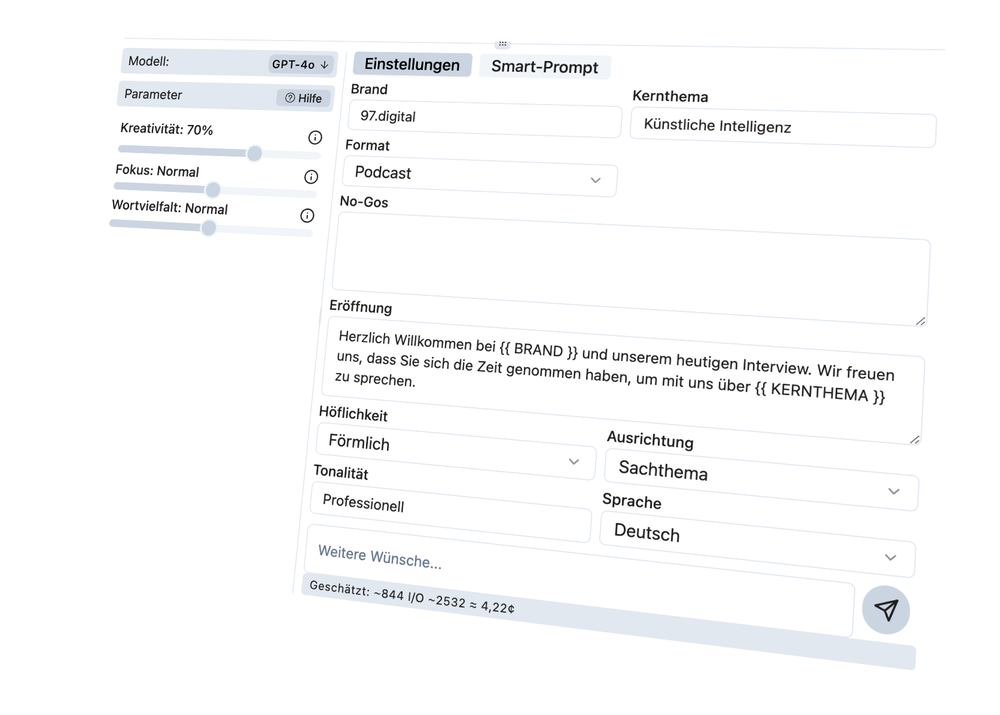 Modell:
GPT-4o ↓
Parameter
Hilfe
Kreativität: 70%
Fokus: Normal
Wortvielfalt: Normal
Einstellungen
Smart-Prompt
Brand
97.digital
Kernthema
Künstliche Intelligenz
Format
Podcast
No-Gos
Eröffnung
Herzlich Willkommen bei {{ BRAND }} und unserem heutigen Interview. Wir freuen
uns, dass Sie sich die Zeit genommen haben, um mit uns über {{ KERNTHEMA }}
zu sprechen.
Höflichkeit
Förmlich
Ausrichtung
Sachthema
Tonalität
Professionell
Sprache
Deutsch
Weitere Wünsche...
Geschätzt: ~844 I/O ~2532 ≈ 4,22¢